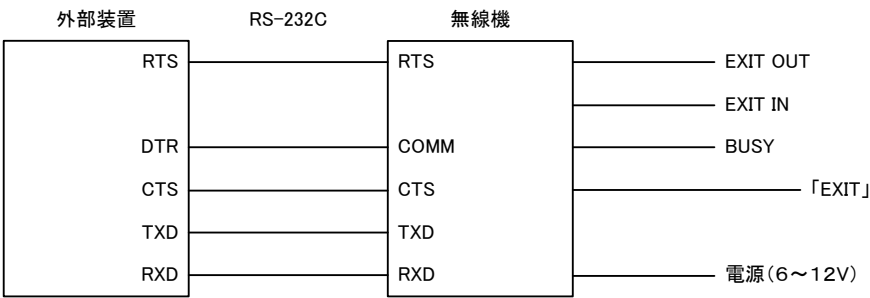 外部装置 RS-232C 無線機
RTS RTS EXIT OUT
EXIT IN
DTR COMM BUSY
CTS CTS 「EXIT」
TXD TXD
RXD RXD 電源(6～12V)